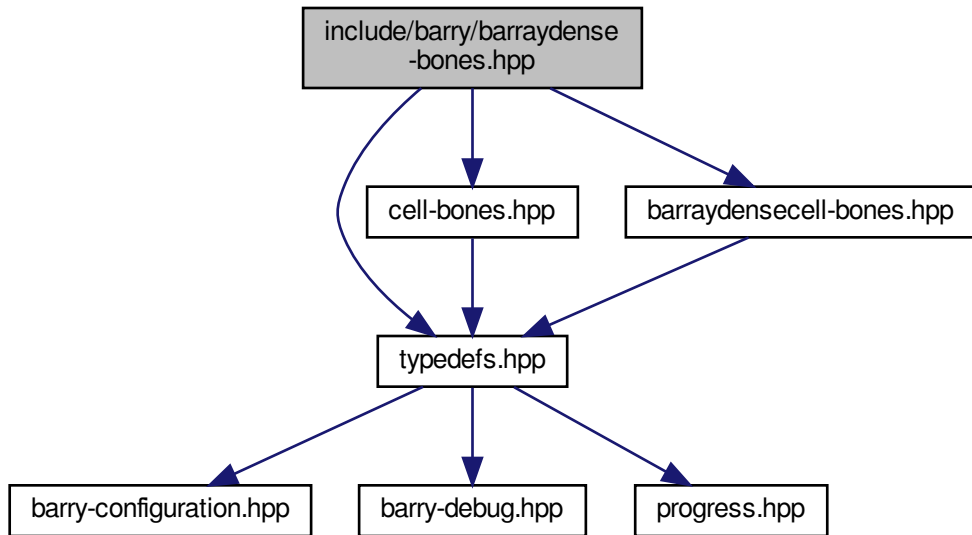 include/barry/barraydense
-bones.hpp
cell-bones.hpp
barraydensecell-bones.hpp
typedefs.hpp
barry-configuration.hpp
barry-debug.hpp
progress.hpp